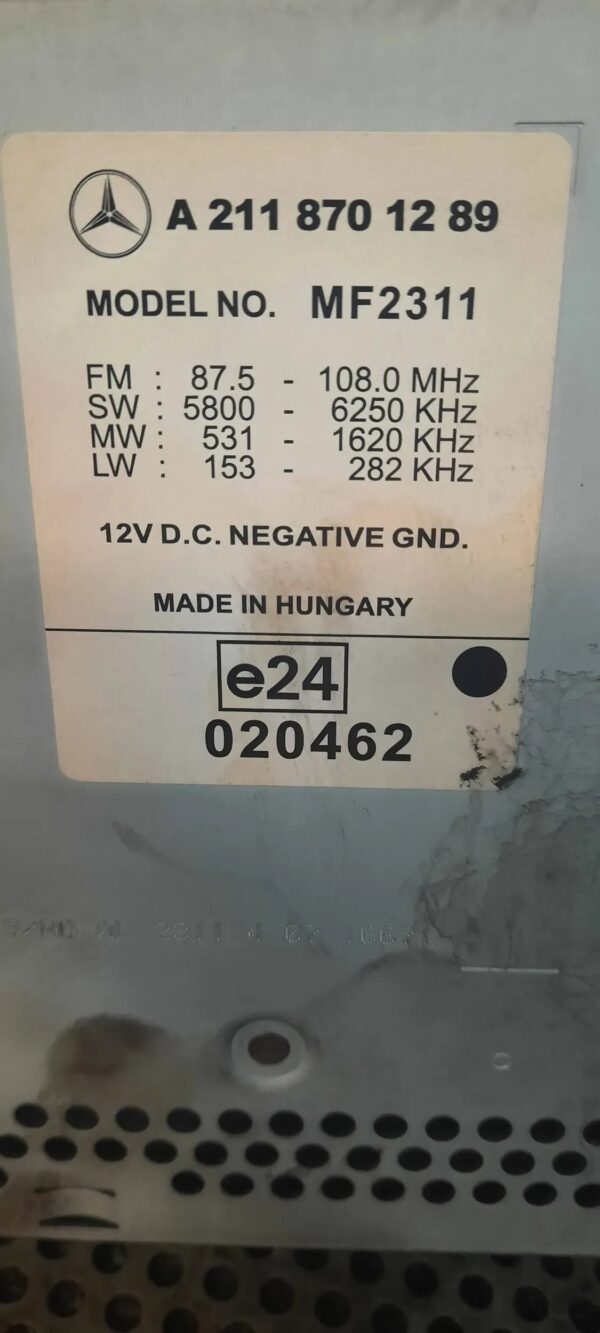 A 211 870 12 89
MODEL NO. MF2311
FM : 87.5 - 108.0 MHz
SW : 5800 - 6250 KHz
MW : 531 - 1620 KHz
LW : 153 - 282 KHz
12V D.C. NEGATIVE GND.
MADE IN HUNGARY
e24
020462